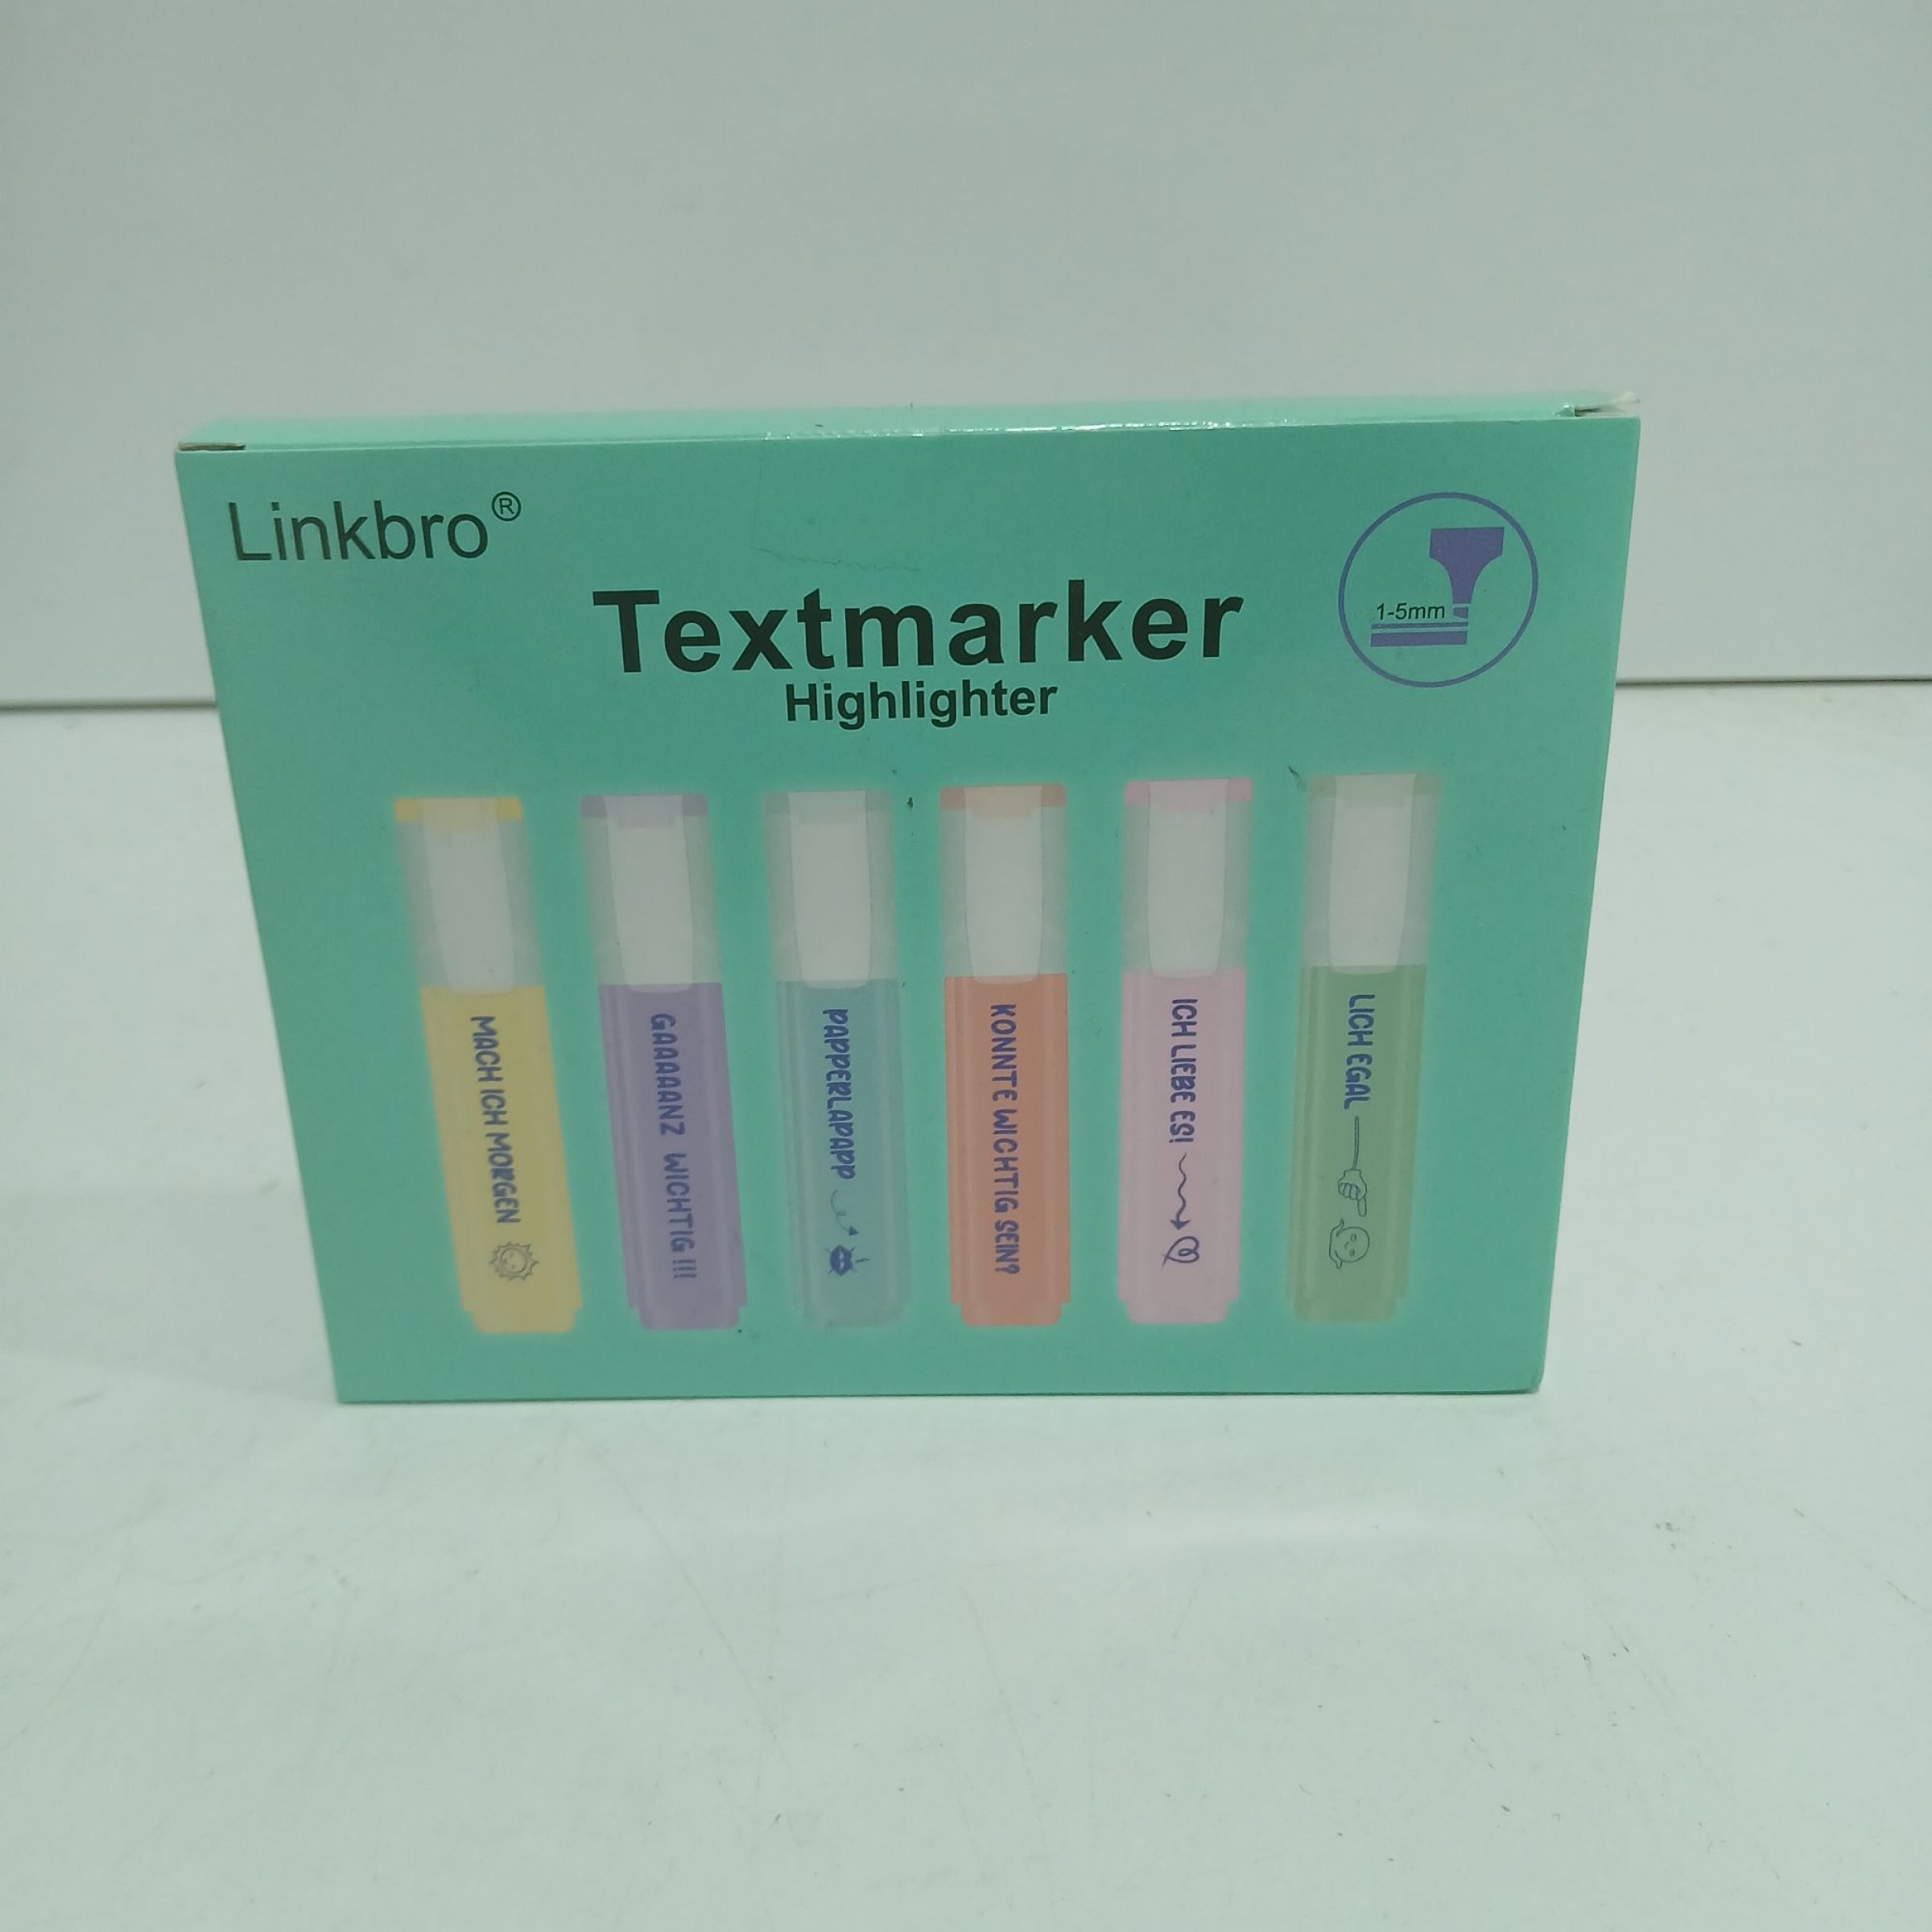 Linkbro®
Textmarker
Highlighter
1-5mm
MACH ICH MORGEN
GAAAAANZ WICHTIG !!!
PAPPERLAPAPP
KONNTE WICHTIG SEIN?
ICH LIEBE ES!
LICH EGAL